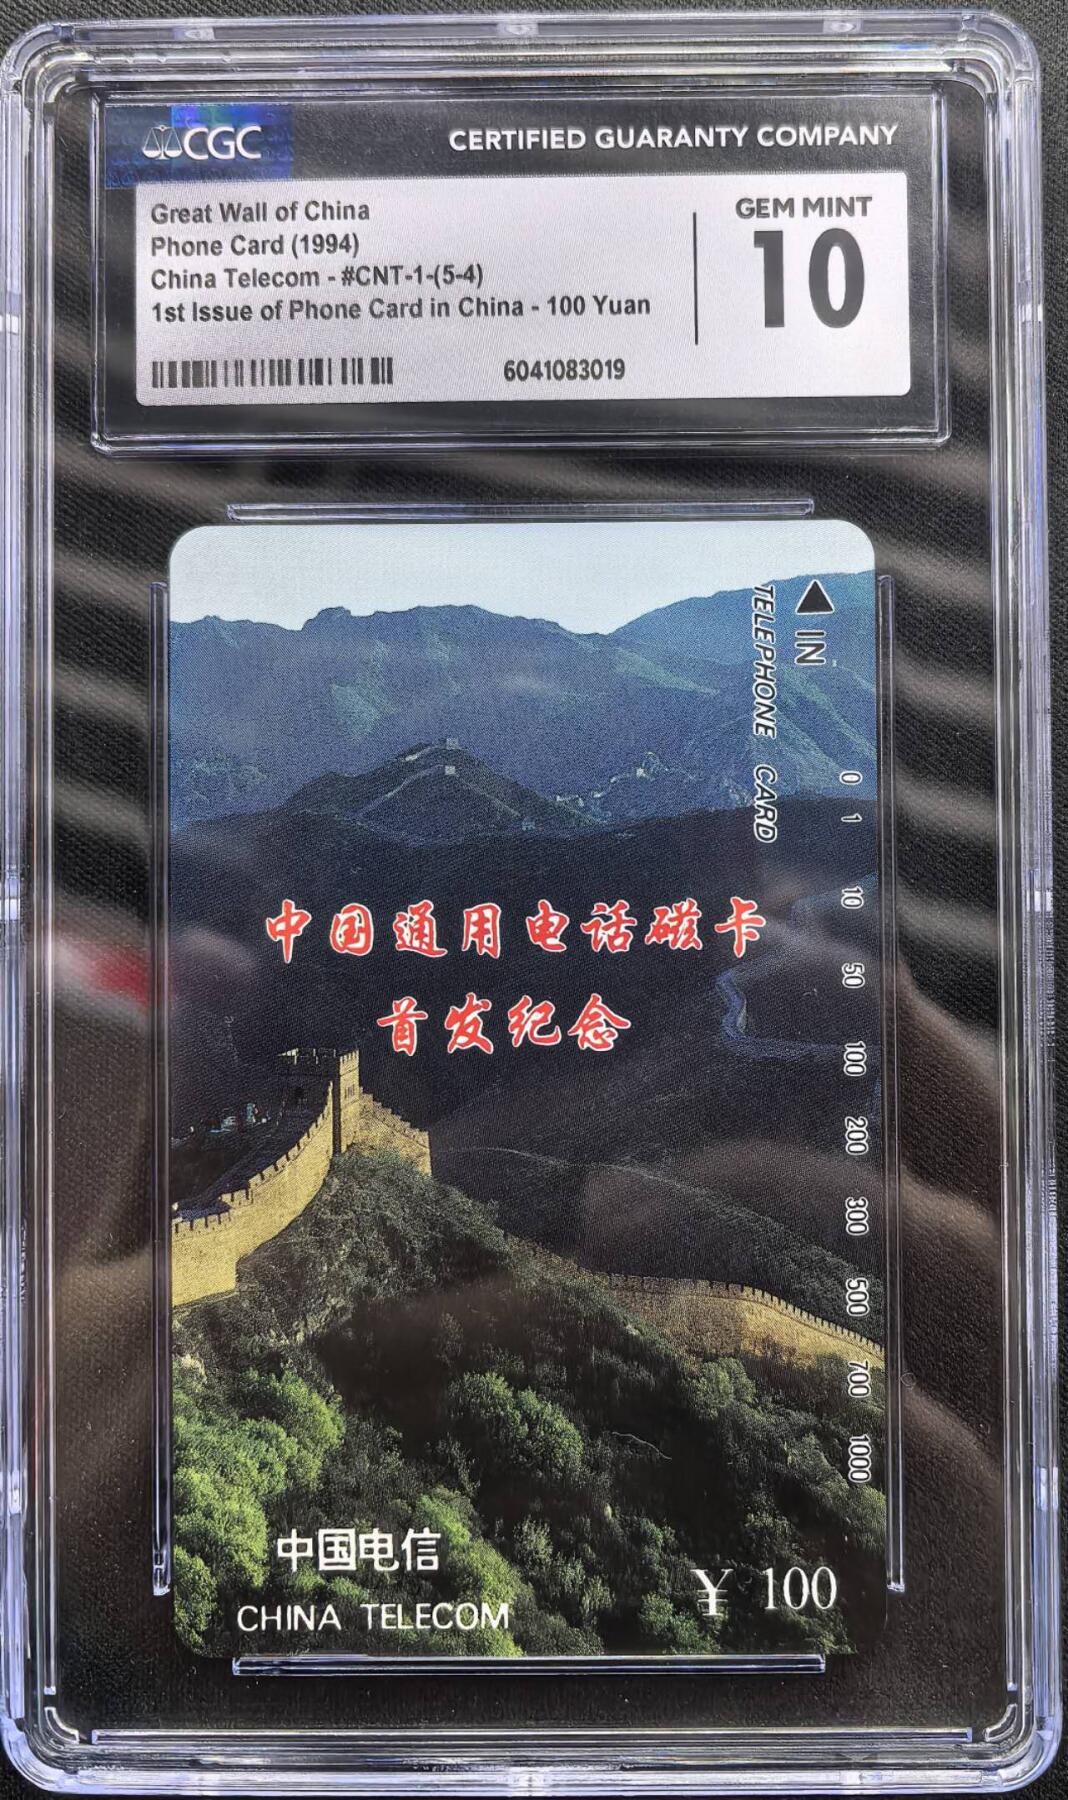 CGC
CERTIFIED GUARANTY COMPANY
Great Wall of China
Phone Card (1994)
China Telecom - #CNT-1-(5-4)
1st Issue of Phone Card in China - 100 Yuan
GEM MINT
10
6041083019
IN
TELEPHONE CARD
0
1
10
50
100
200
300
500
700
1000
中国通用电话磁卡
首发纪念
中国电信
CHINA TELECOM
¥ 100